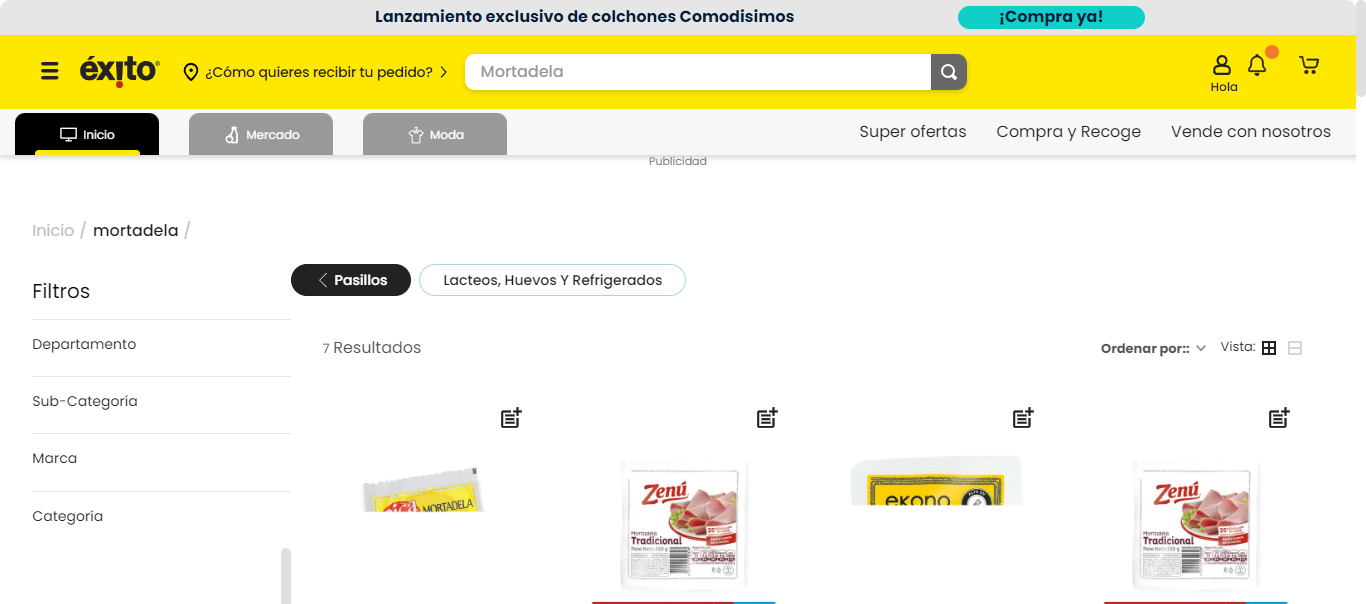 Lanzamiento exclusivo de colchones Comodisimos
¡Compra ya!
éxito
¿Cómo quieres recibir tu pedido?
Mortadela
Hola
Inicio
Mercado
Moda
Super ofertas
Compra y Recoge
Vende con nosotros
Publicidad
Inicio / mortadela /
Filtros
Pasillos
Lacteos, Huevos Y Refrigerados
Departamento
7 Resultados
Ordenar por::
Vista:
Sub-Categoría
Marca
Categoría
MORTADELA
Zenú
Mortadela
Tradicional
ekono
Zenú
Mortadela
Tradicional